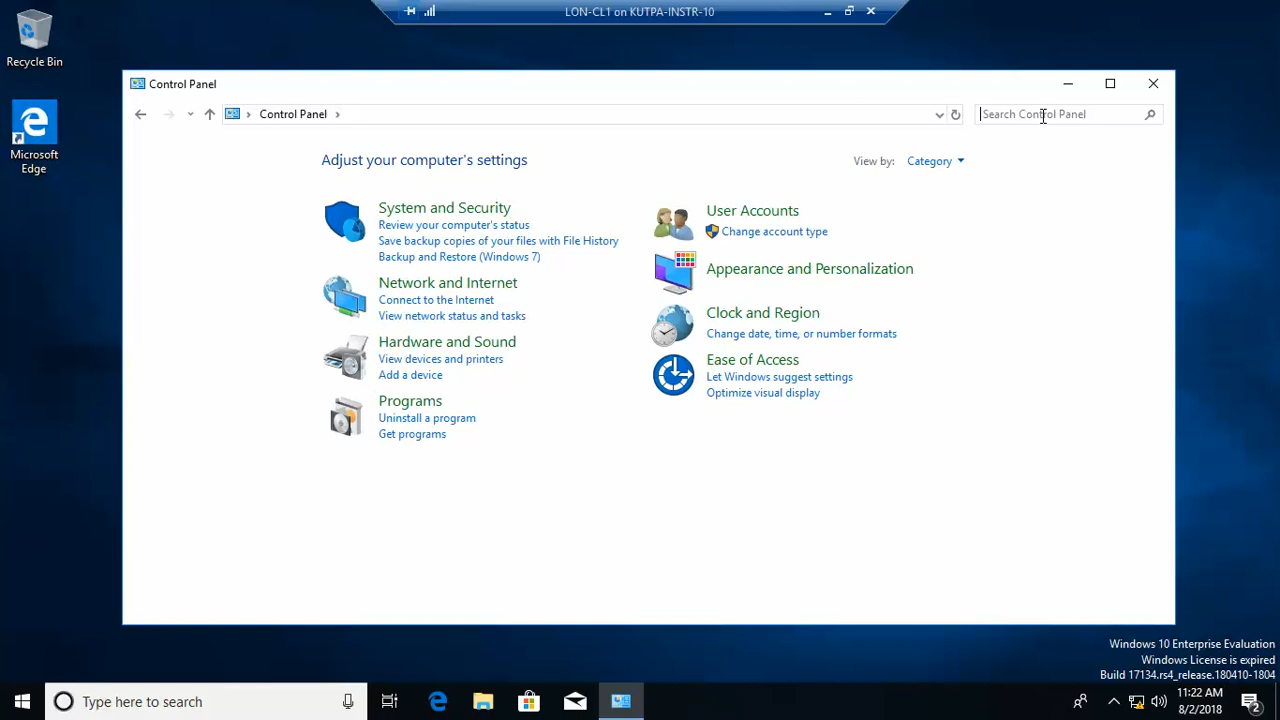 LON-CL1 on KUTPA-INSTR-10
Recycle Bin
Microsoft
Edge
Control Panel
Control Panel
Search Control Panel
Adjust your computer's settings
View by: Category
System and Security
Review your computer's status
Save backup copies of your files with File History
Backup and Restore (Windows 7)
Network and Internet
Connect to the Internet
View network status and tasks
Hardware and Sound
View devices and printers
Add a device
Programs
Uninstall a program
Get programs
User Accounts
Change account type
Appearance and Personalization
Clock and Region
Change date, time, or number formats
Ease of Access
Let Windows suggest settings
Optimize visual display
Windows 10 Enterprise Evaluation
Windows License is expired
Build 17134.rs4_release.180410-1804
Type here to search
11:22 AM
8/2/2018
2